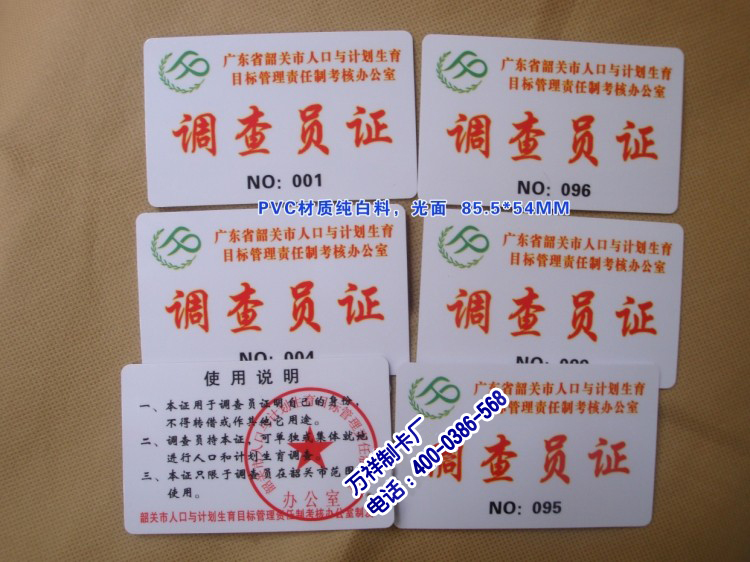 广东省韶关市人口与计划生育
目标管理责任制考核办公室
调查员证
NO: 001
广东省韶关市人口与计划生育
目标管理责任制考核办公室
调查员证
NO: 096
PVC材质纯白料，光面 85.5*54MM
广东省韶关市人口与计划生育
目标管理责任制考核办公室
调查员证
NO: 004
广东省韶关市人口与计划生育
目标管理责任制考核办公室
调查员证
使用说明
一、本证用于调查员证明自己的身份，
不得转借或作其他它用途。
二、调查员持本证，可单独或集体就地
进行人口和计划生育调查。
三、本证只限于调查员在韶关市范围
使用。
办公室
韶关市人口与计划生育目标管理责任制考核办公室制
广东省韶关市人口与计划生育
目标管理责任制考核办公室
调查员证
NO: 095
万祥制卡厂
电话：400-0386-568